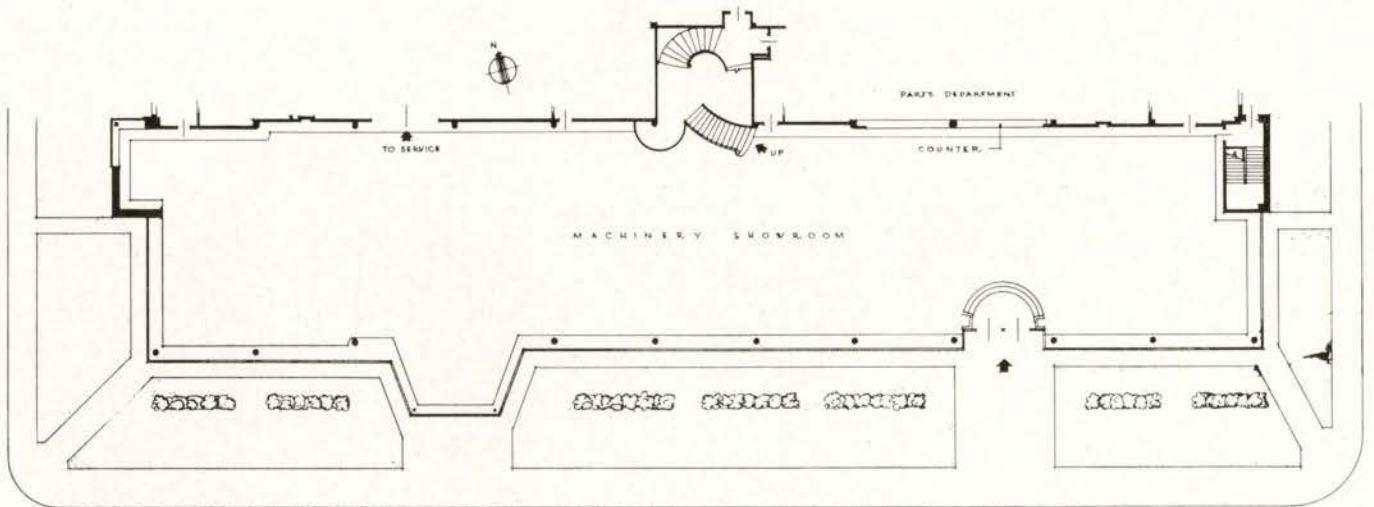 N
PARTS DEPARTMENT
TO SERVICE
UP
COUNTER
MACHINERY SHOWROOM